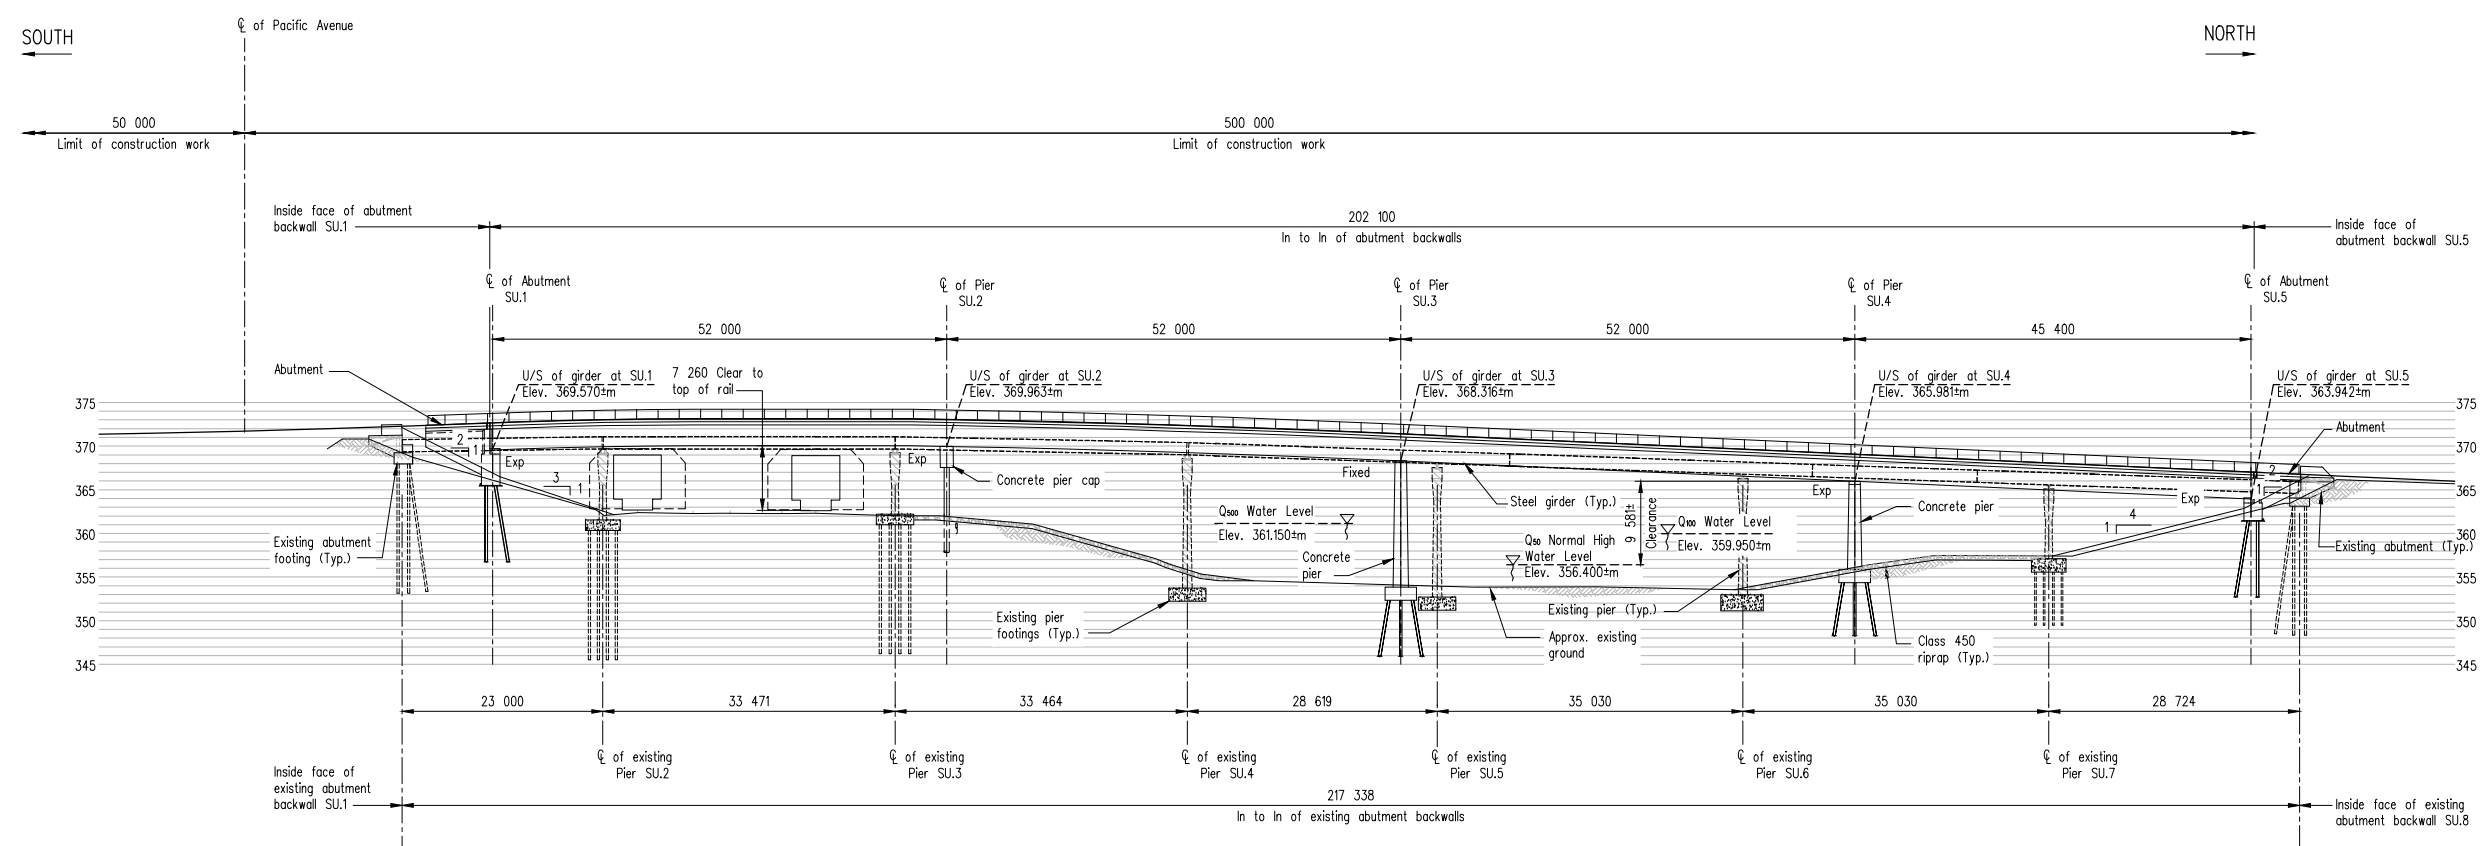 ℄ of Pacific Avenue
SOUTH
NORTH
50 000
Limit of construction work
500 000
Limit of construction work
Inside face of abutment
backwall SU.1
202 100
In to In of abutment backwalls
Inside face of
abutment backwall SU.5
℄ of Abutment
SU.1
℄ of Pier
SU.2
℄ of Pier
SU.3
℄ of Pier
SU.4
℄ of Abutment
SU.5
52 000
52 000
52 000
45 400
Abutment
U/S of girder at SU.1
Elev. 369.570±m
7 260 Clear to
top of rail
U/S of girder at SU.2
Elev. 369.963±m
U/S of girder at SU.3
Elev. 368.316±m
U/S of girder at SU.4
Elev. 365.981±m
U/S of girder at SU.5
Elev. 363.942±m
375
370
365
360
355
350
345
375
370
365
360
355
350
345
2
1
Exp
3
1
Exp
Concrete pier cap
Fixed
Steel girder (Typ.)
Exp
Concrete pier
Exp
2
1
Abutment
4
1
Existing abutment (Typ.)
Existing abutment
footing (Typ.)
Q500 Water Level
Elev. 361.150±m
Q50 Normal High
Water Level
Elev. 356.400±m
9 581±
Clearance
Q100 Water Level
Elev. 359.950±m
Concrete
pier
Existing pier
footings (Typ.)
Existing pier (Typ.)
Approx. existing
ground
Class 450
riprap (Typ.)
23 000
33 471
33 464
28 619
35 030
35 030
28 724
℄ of existing
Pier SU.2
℄ of existing
Pier SU.3
℄ of existing
Pier SU.4
℄ of existing
Pier SU.5
℄ of existing
Pier SU.6
℄ of existing
Pier SU.7
Inside face of
existing abutment
backwall SU.1
217 338
In to In of existing abutment backwalls
Inside face of existing
abutment backwall SU.8